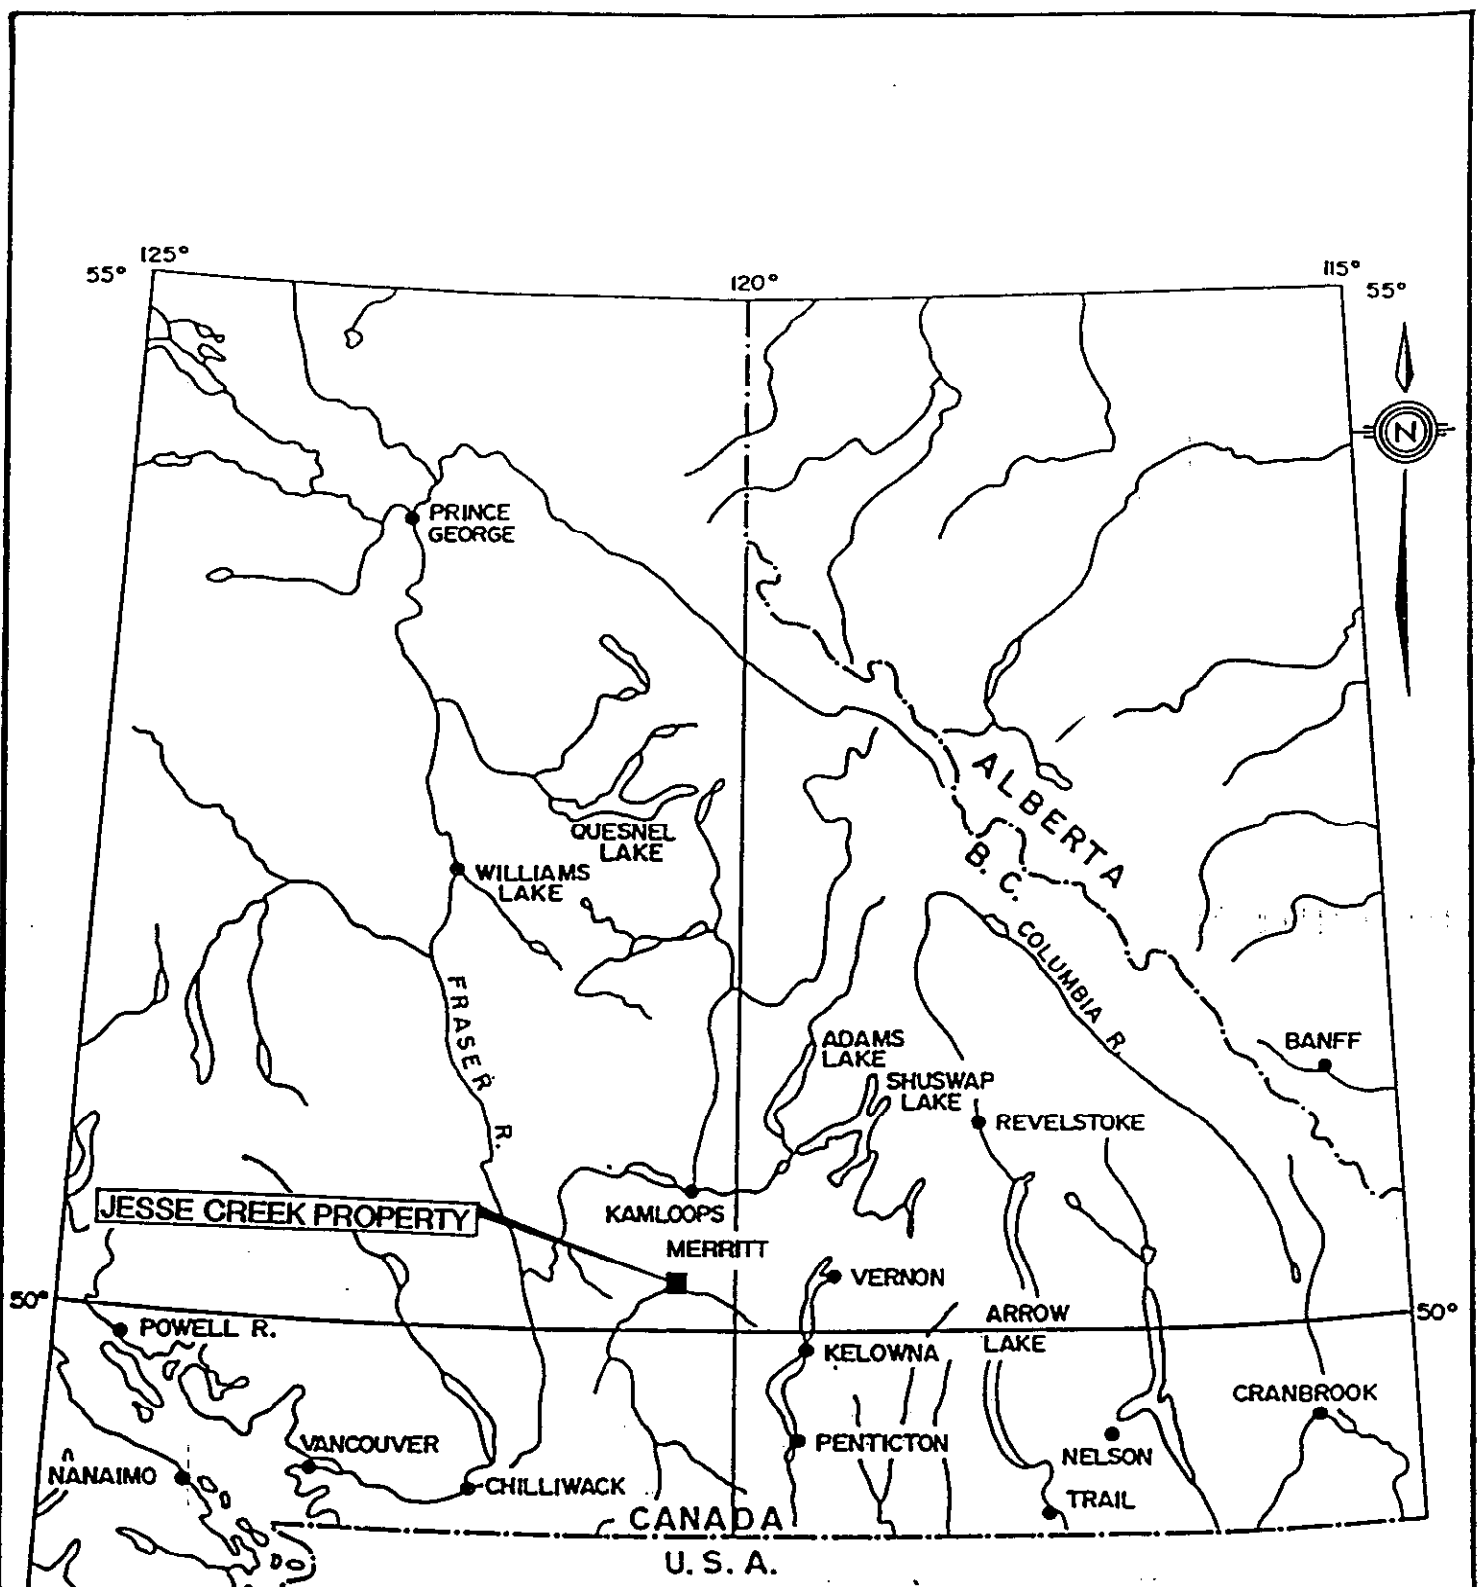 125°
55°
120°
115°
55°
N
PRINCE
GEORGE
ALBERTA
B. C.
QUESNEL
LAKE
WILLIAMS
LAKE
COLUMBIA R.
FRASER R.
ADAMS
LAKE
BANFF
SHUSWAP
LAKE
REVELSTOKE
JESSE CREEK PROPERTY
KAMLOOPS
MERRITT
VERNON
50°
50°
ARROW
LAKE
POWELL R.
KELOWNA
CRANBROOK
VANCOUVER
PENTICTON
NELSON
NANAIMO
CHILLIWACK
TRAIL
CANADA
U. S. A.